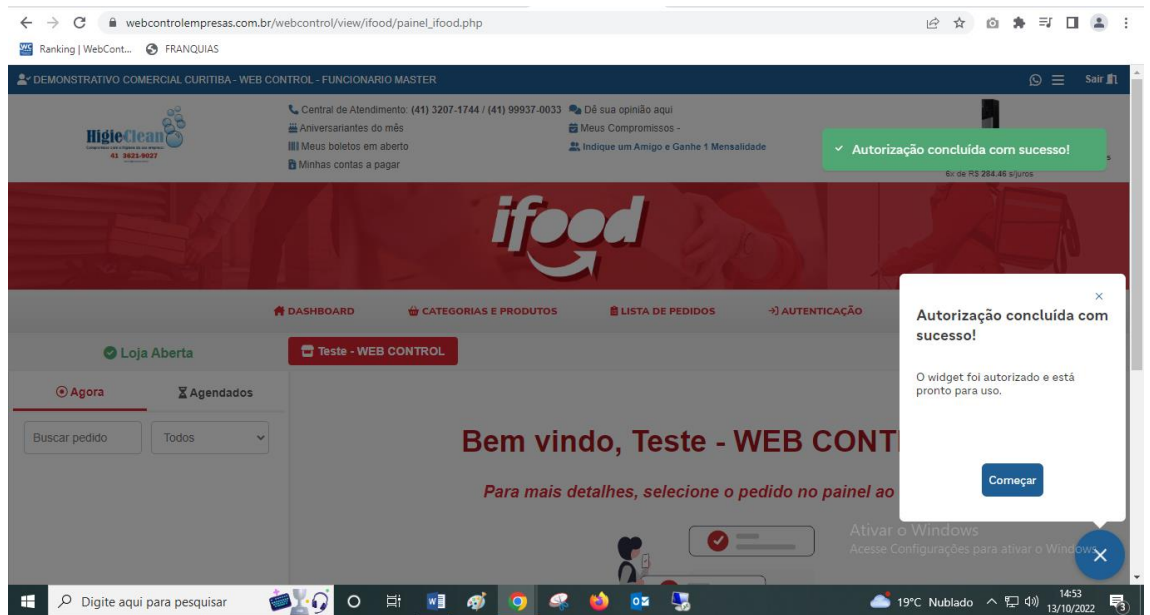 webcontrolempresas.com.br/webcontrol/view/ifood/painel_ifood.php
Ranking | WebCont... FRANQUIAS
DEMONSTRATIVO COMERCIAL CURITIBA - WEB CONTROL - FUNCIONARIO MASTER
Sair
HigieClean
41 3621-9027
Central de Atendimento: (41) 3207-1744 / (41) 99937-0033
Aniversariantes do mês
Meus boletos em aberto
Minhas contas a pagar
Dê sua opinião aqui
Meus Compromissos -
Indique um Amigo e Ganhe 1 Mensalidade
Autorização concluída com sucesso!
6x de R$ 284.46 s/juros
ifood
DASHBOARD
CATEGORIAS E PRODUTOS
LISTA DE PEDIDOS
AUTENTICAÇÃO
Loja Aberta
Teste - WEB CONTROL
Agora
Agendados
Buscar pedido
Todos
Bem vindo, Teste - WEB CONT
Para mais detalhes, selecione o pedido no painel ao
Autorização concluída com
sucesso!
O widget foi autorizado e está
pronto para uso.
Começar
Ativar o Windows
Acesse Configurações para ativar o Windows.
Digite aqui para pesquisar
19°C Nublado
14:53
13/10/2022
3